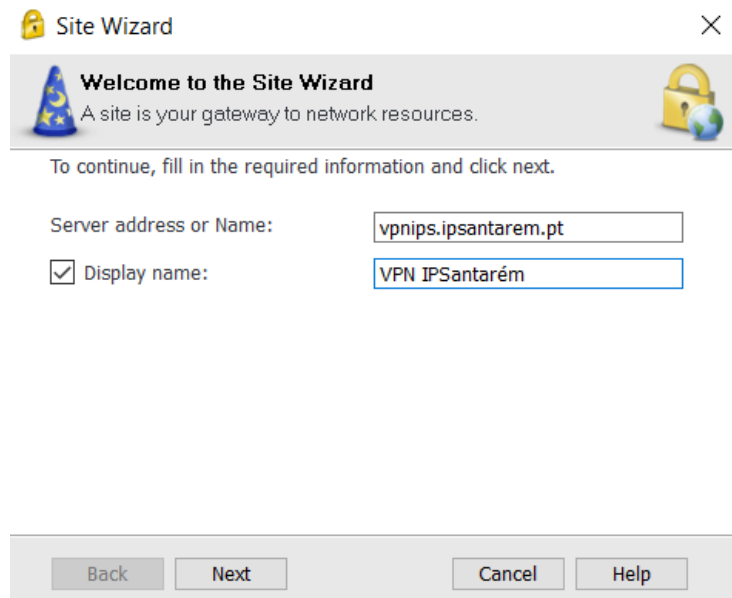 Site Wizard
Welcome to the Site Wizard
A site is your gateway to network resources.
To continue, fill in the required information and click next.
Server address or Name: vpnips.ipsantarem.pt
Display name: VPN IPSantarém
Back Next Cancel Help